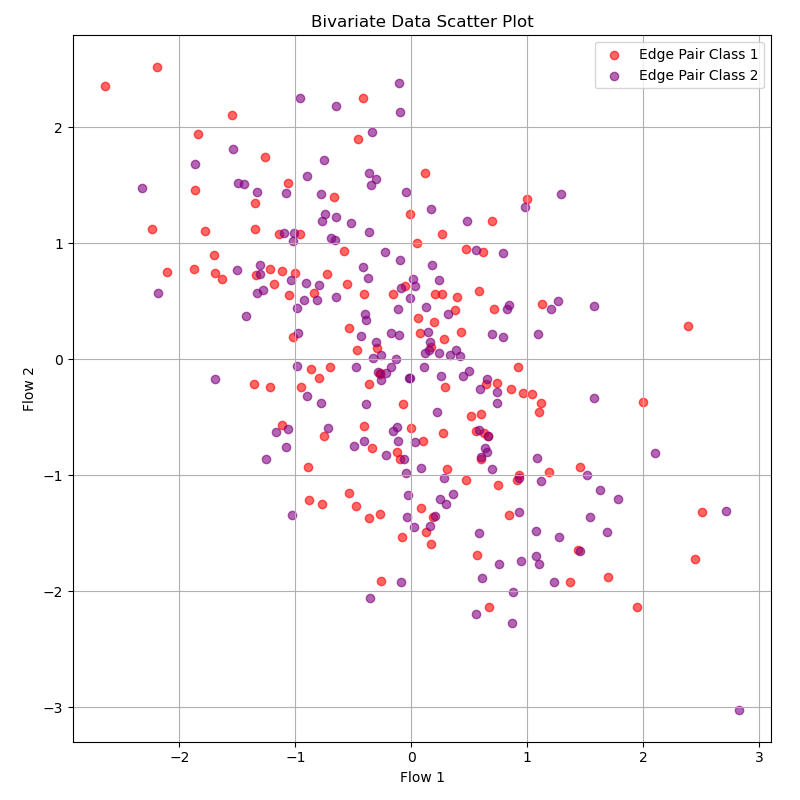 Bivariate Data Scatter Plot
Edge Pair Class 1
Edge Pair Class 2
2
1
0
−1
−2
−3
Flow 2
−2 −1 0 1 2 3
Flow 1